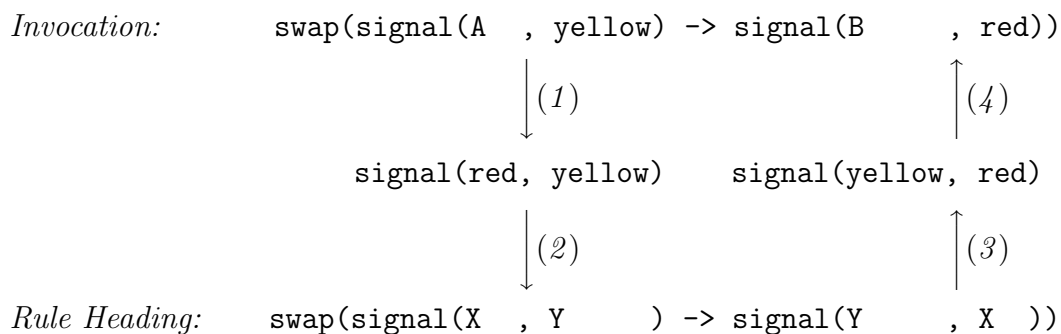 Invocation: swap(signal(A , yellow) -> signal(B , red))
(1) (4)
signal(red, yellow) signal(yellow, red)
(2) (3)
Rule Heading: swap(signal(X , Y ) -> signal(Y , X ))